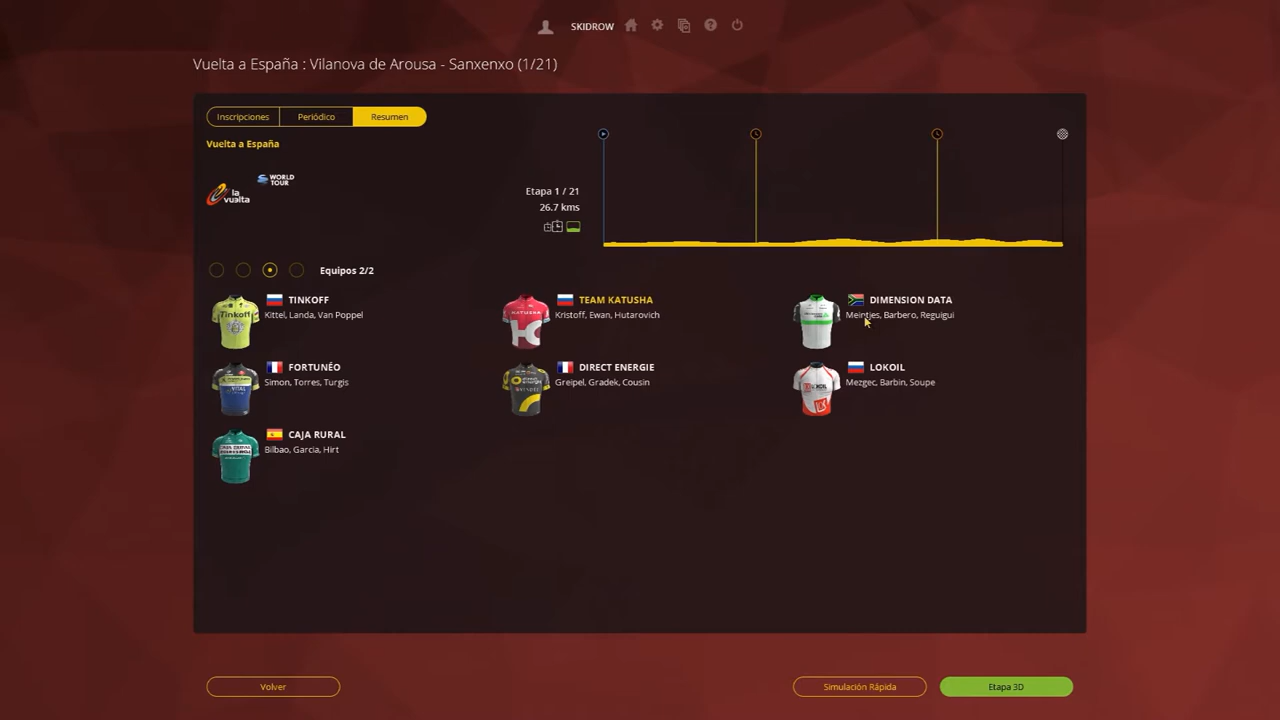 SKIDROW
Vuelta a España : Vilanova de Arousa - Sanxenxo (1/21)
Inscripciones Periódico Resumen
Vuelta a España
la vuelta
WORLD TOUR
Etapa 1 / 21
26.7 kms
Equipos 2/2
TINKOFF
Kittel, Landa, Van Poppel
TEAM KATUSHA
Kristoff, Ewan, Hutarovich
DIMENSION DATA
Meintjes, Barbero, Reguigui
FORTUNÉO
Simon, Torres, Turgis
DIRECT ENERGIE
Greipel, Gradek, Cousin
LOKOIL
Mezgec, Barbin, Soupe
CAJA RURAL
Bilbao, Garcia, Hirt
Volver
Simulación Rápida
Etapa 3D